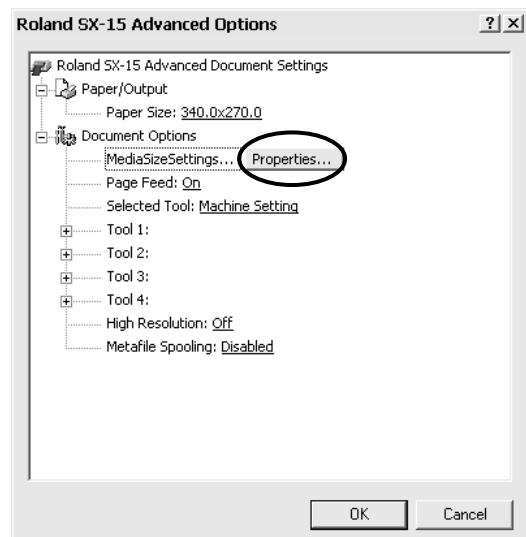 Roland SX-15 Advanced Options
Roland SX-15 Advanced Document Settings
Paper/Output
Paper Size: 340.0x270.0
Document Options
MediaSizeSettings... Properties...
Page Feed: On
Selected Tool: Machine Setting
Tool 1:
Tool 2:
Tool 3:
Tool 4:
High Resolution: Off
Metafile Spooling: Disabled
OK Cancel